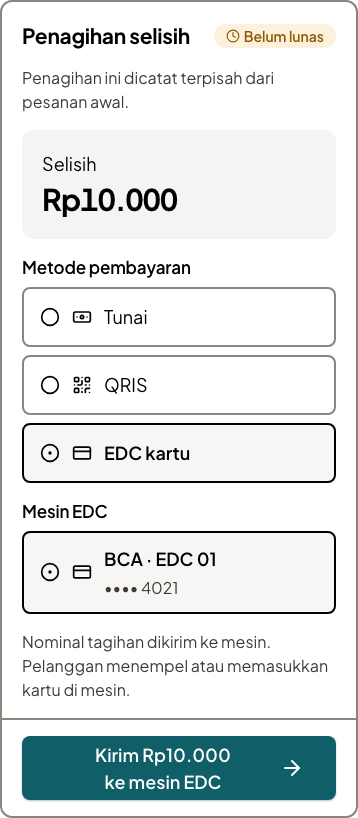 Penagihan selisih
Belum lunas
Penagihan ini dicatat terpisah dari
pesanan awal.
Selisih
Rp10.000
Metode pembayaran
Tunai
QRIS
EDC kartu
Mesin EDC
BCA · EDC 01
•••• 4021
Nominal tagihan dikirim ke mesin.
Pelanggan menempel atau memasukkan
kartu di mesin.
Kirim Rp10.000
ke mesin EDC